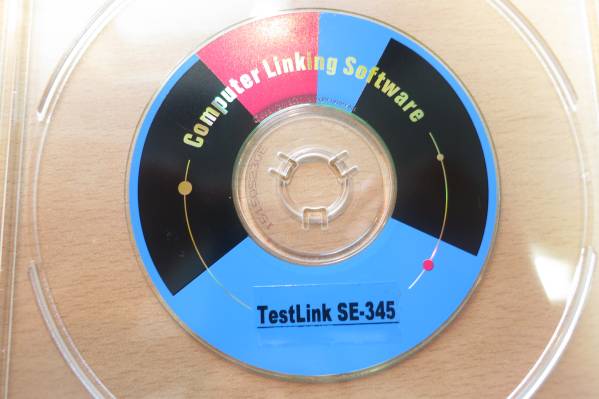 Computer Linking Software
TestLink SE-345